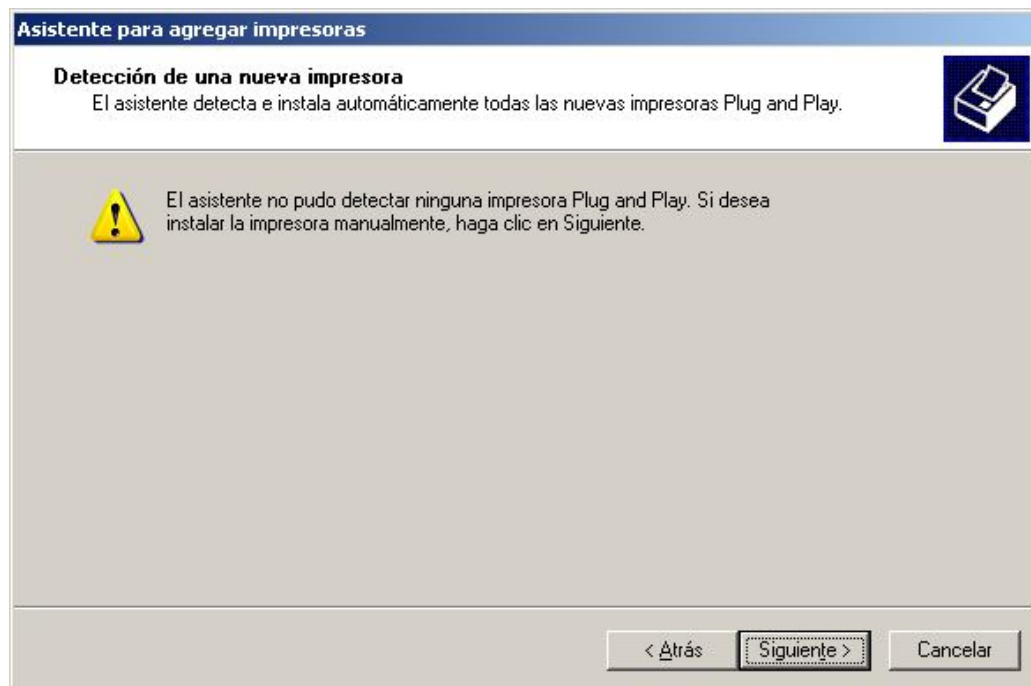 Asistente para agregar impresoras
Detección de una nueva impresora
El asistente detecta e instala automáticamente todas las nuevas impresoras Plug and Play.
El asistente no pudo detectar ninguna impresora Plug and Play. Si desea
instalar la impresora manualmente, haga clic en Siguiente.
< Atrás Siguiente > Cancelar